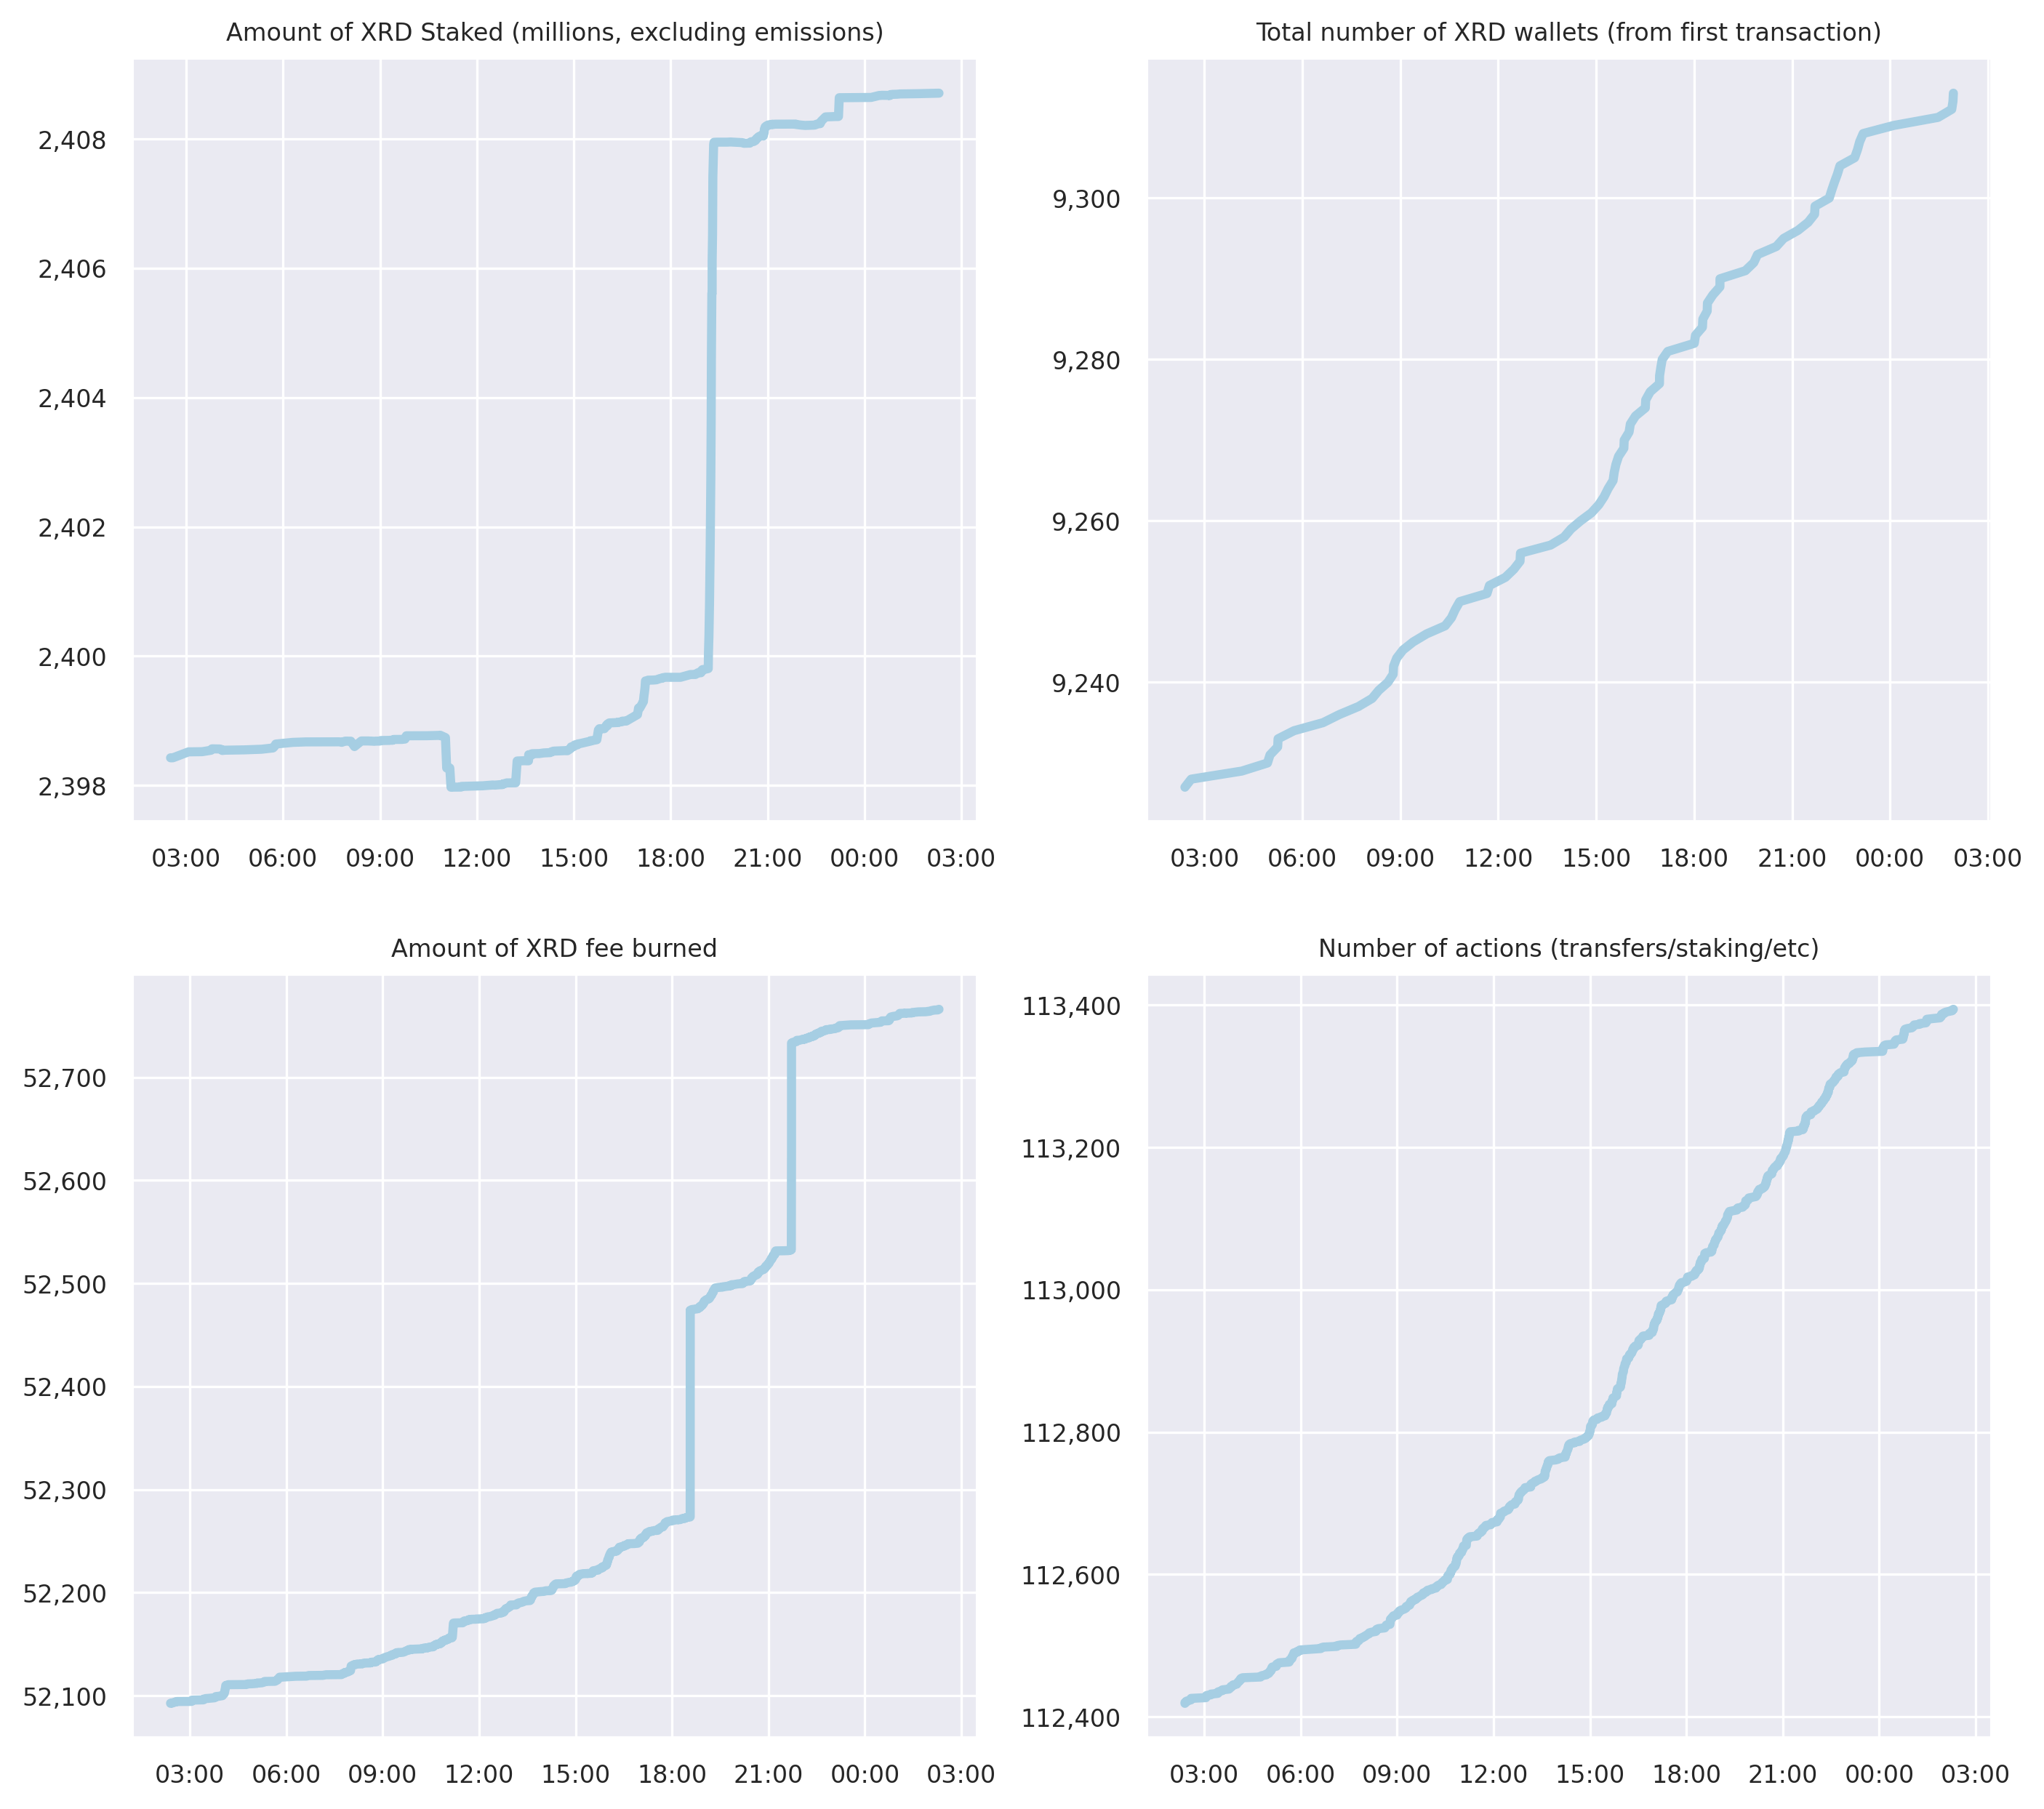 Amount of XRD Staked (millions, excluding emissions)
2,408
2,406
2,404
2,402
2,400
2,398
03:00 06:00 09:00 12:00 15:00 18:00 21:00 00:00 03:00
Total number of XRD wallets (from first transaction)
9,300
9,280
9,260
9,240
03:00 06:00 09:00 12:00 15:00 18:00 21:00 00:00 03:00
Amount of XRD fee burned
52,700
52,600
52,500
52,400
52,300
52,200
52,100
03:00 06:00 09:00 12:00 15:00 18:00 21:00 00:00 03:00
Number of actions (transfers/staking/etc)
113,400
113,200
113,000
112,800
112,600
112,400
03:00 06:00 09:00 12:00 15:00 18:00 21:00 00:00 03:00